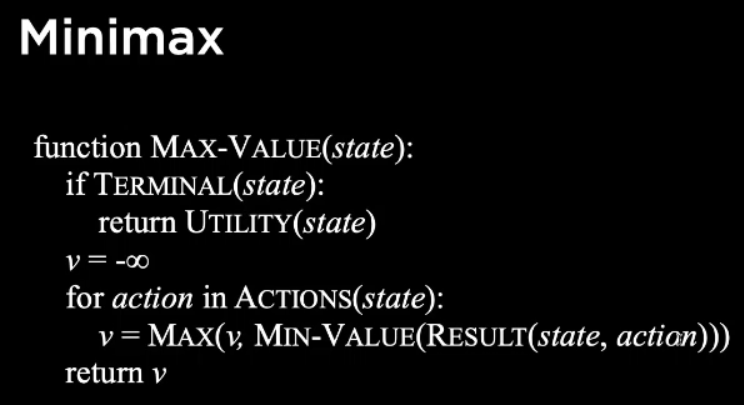 Minimax
function MAX-VALUE(state):
if TERMINAL(state):
return UTILITY(state)
v = -∞
for action in ACTIONS(state):
v = MAX(v, MIN-VALUE(RESULT(state, action)))
return v